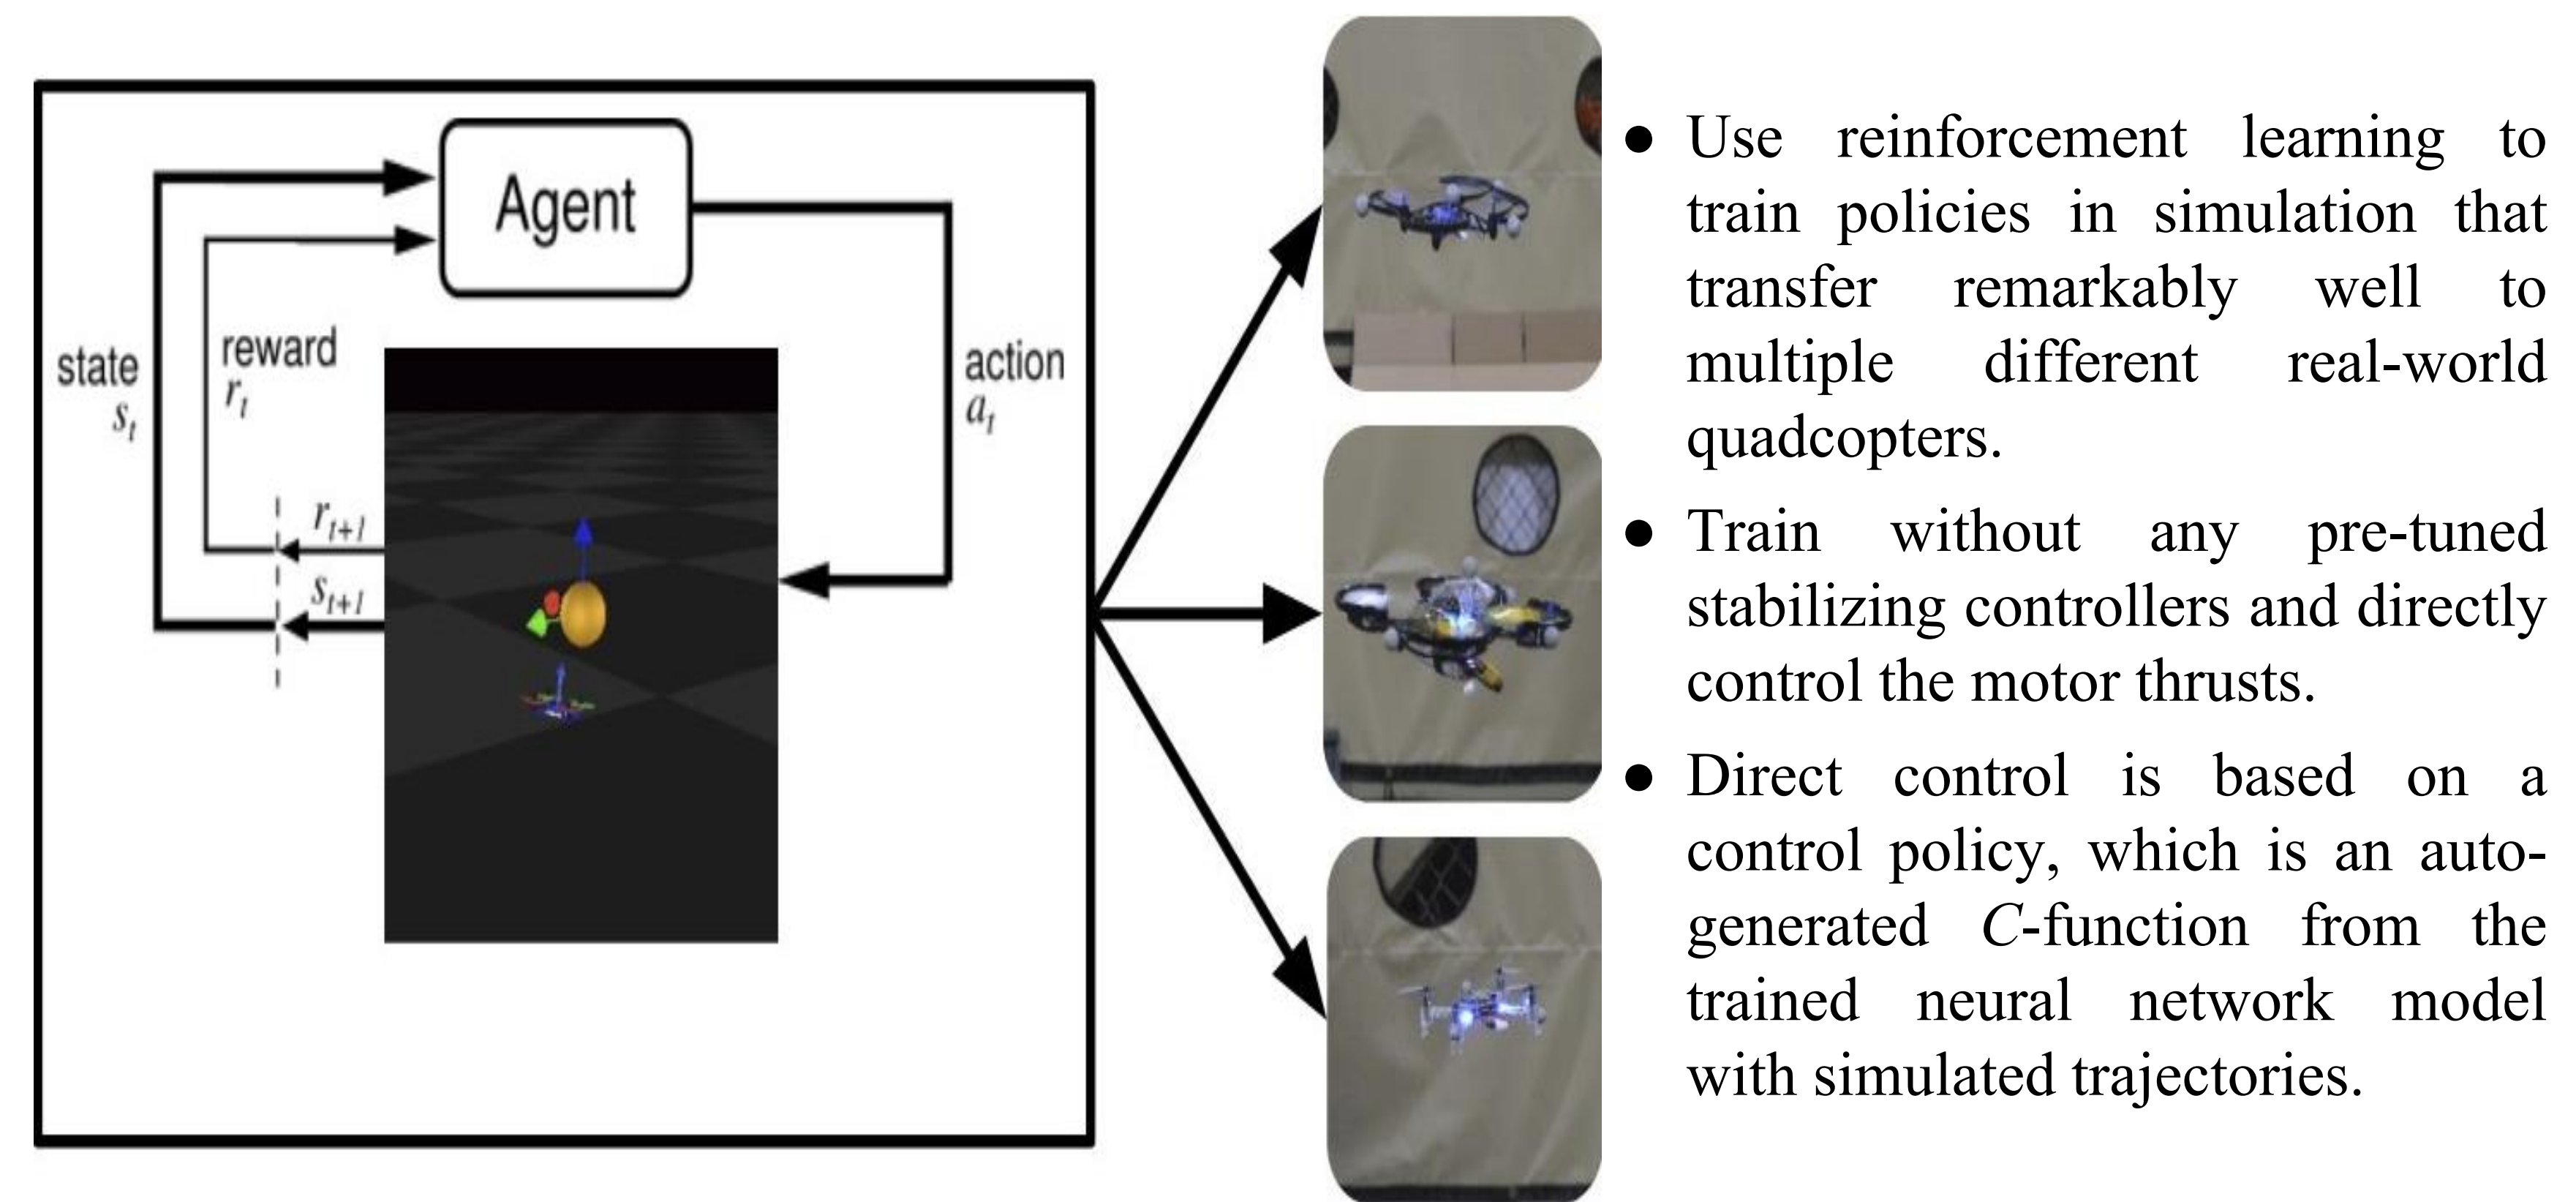 Agent
state
s_t
reward
r_t
action
a_t
r_{t+1}
s_{t+1}
● Use reinforcement learning to
train policies in simulation that
transfer remarkably well to
multiple different real-world
quadcopters.
● Train without any pre-tuned
stabilizing controllers and directly
control the motor thrusts.
● Direct control is based on a
control policy, which is an auto-
generated C-function from the
trained neural network model
with simulated trajectories.